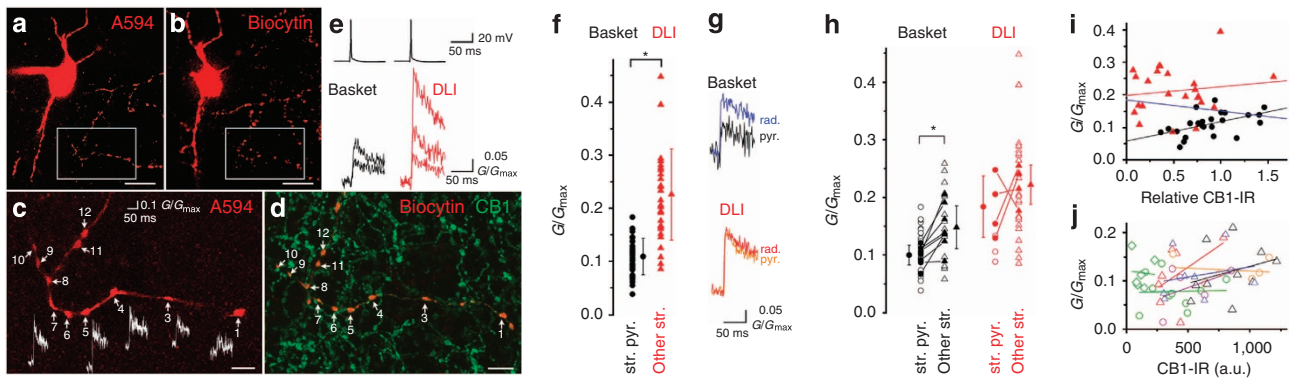 a A594
b Biocytin
e
20 mV
50 ms
Basket DLI
0.05
G/Gmax
50 ms
c 0.1 G/Gmax A594
50 ms
12
11
10
9
8
7
6
5
4
3
1
d Biocytin CB1
12
10
9
11
8
7
6
5
4
3
1
f
Basket DLI
*
G/Gmax
0.4
0.3
0.2
0.1
0.0
str. pyr.
Other str.
g
Basket
rad.
pyr.
DLI
rad.
pyr.
0.05
G/Gmax
50 ms
h
Basket DLI
*
G/Gmax
0.4
0.3
0.2
0.1
0.0
str. pyr.
Other str.
str. pyr.
Other str.
i
G/Gmax
0.4
0.3
0.2
0.1
0.0
0.0 0.5 1.0 1.5
Relative CB1-IR
j
G/Gmax
0.2
0.1
0.0
0 500 1,000
CB1-IR (a.u.)